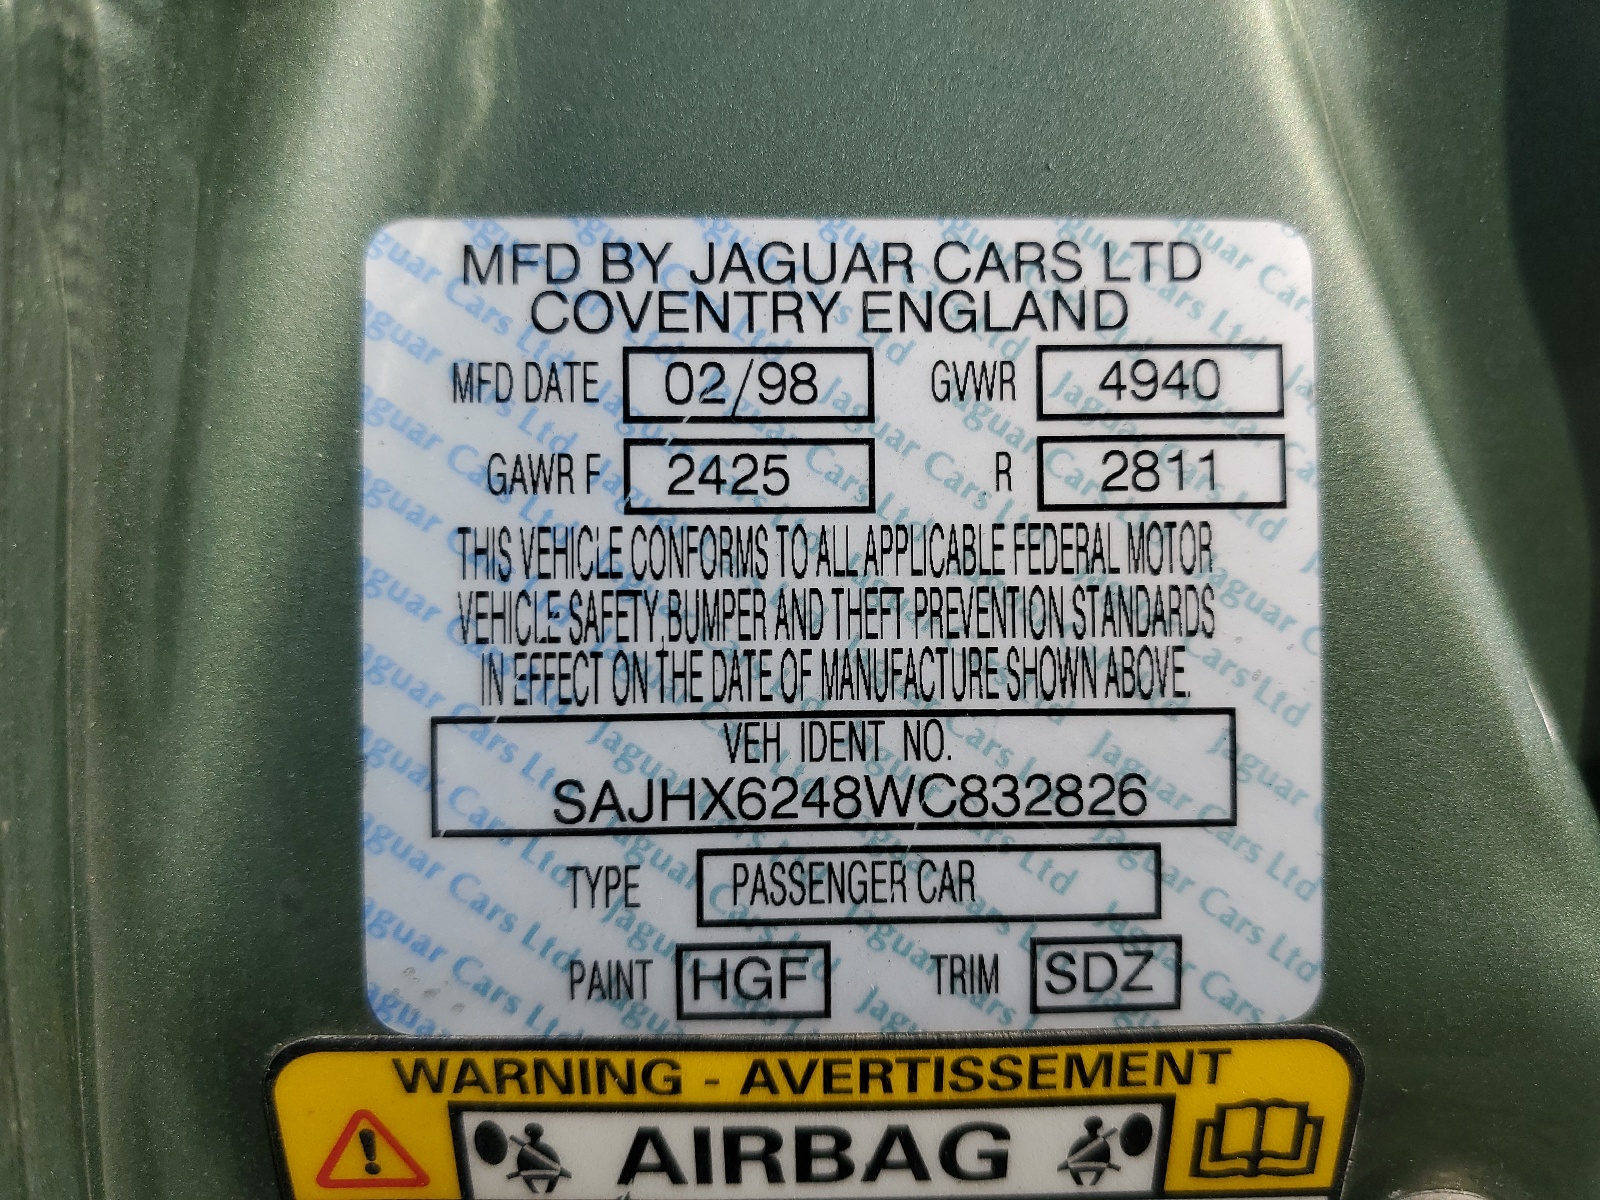 MFD BY JAGUAR CARS LTD
COVENTRY ENGLAND
MFD DATE 02/98 GVWR 4940
GAWR F 2425 R 2811
THIS VEHICLE CONFORMS TO ALL APPLICABLE FEDERAL MOTOR
VEHICLE SAFETY, BUMPER AND THEFT PREVENTION STANDARDS
IN EFFECT ON THE DATE OF MANUFACTURE SHOWN ABOVE.
VEH IDENT NO.
SAJHX6248WC832826
TYPE PASSENGER CAR
PAINT HGF TRIM SDZ
WARNING - AVERTISSEMENT
AIRBAG